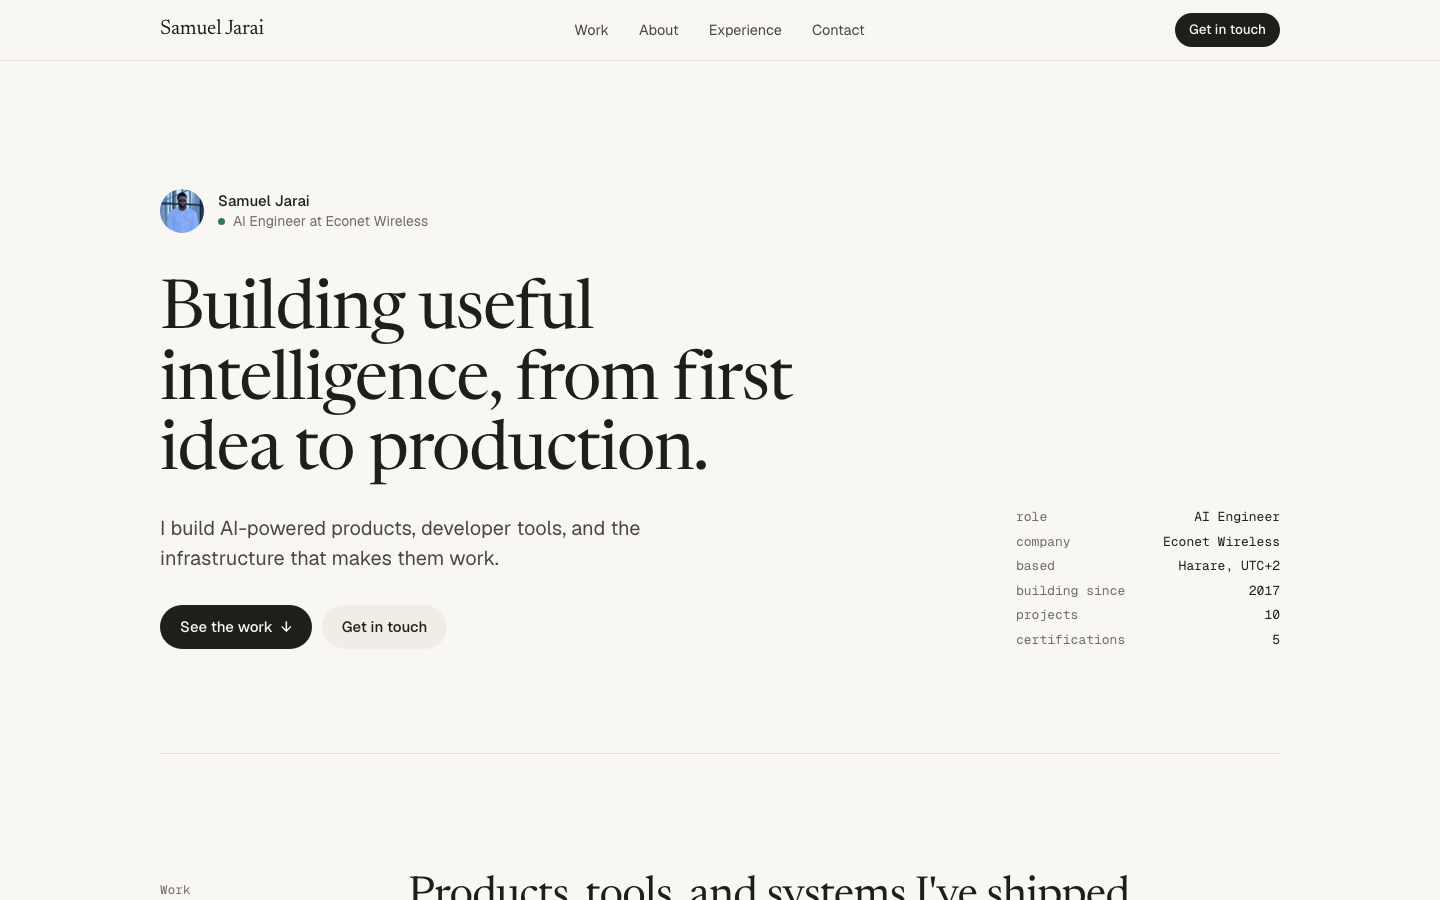 Samuel Jarai
Work About Experience Contact
Get in touch
Samuel Jarai
AI Engineer at Econet Wireless
Building useful
intelligence, from first
idea to production.
I build AI-powered products, developer tools, and the
infrastructure that makes them work.
See the work ↓
Get in touch
role AI Engineer
company Econet Wireless
based Harare, UTC+2
building since 2017
projects 10
certifications 5
Work
Products, tools, and systems I've shipped